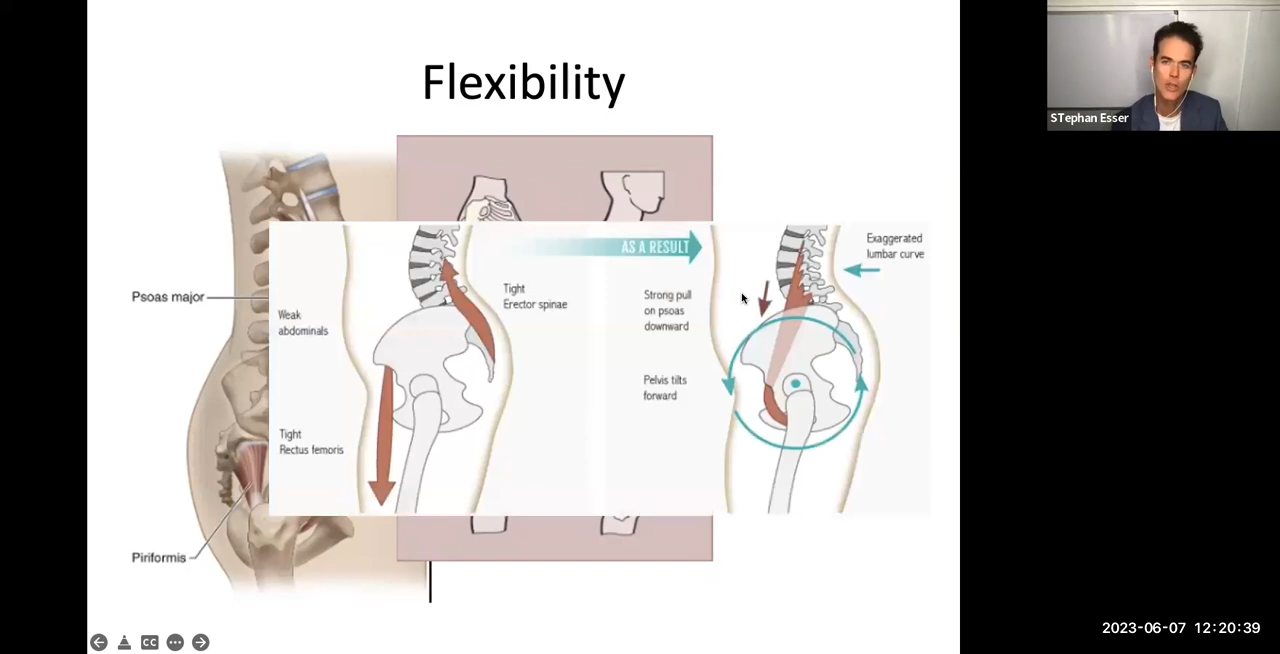 Flexibility
STephan Esser
Psoas major
Piriformis
Weak
abdominals
Tight
Rectus femoris
Tight
Erector spinae
AS A RESULT
Strong pull
on psoas
downward
Pelvis tilts
forward
Exaggerated
lumbar curve
CC
2023-06-07 12:20:39